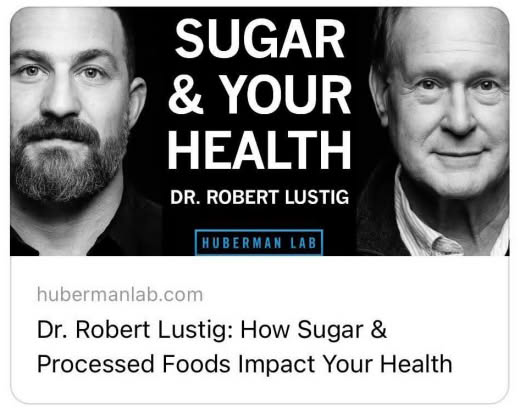 SUGAR
& YOUR
HEALTH
DR. ROBERT LUSTIG
HUBERMAN LAB
hubermanlab.com
Dr. Robert Lustig: How Sugar &
Processed Foods Impact Your Health